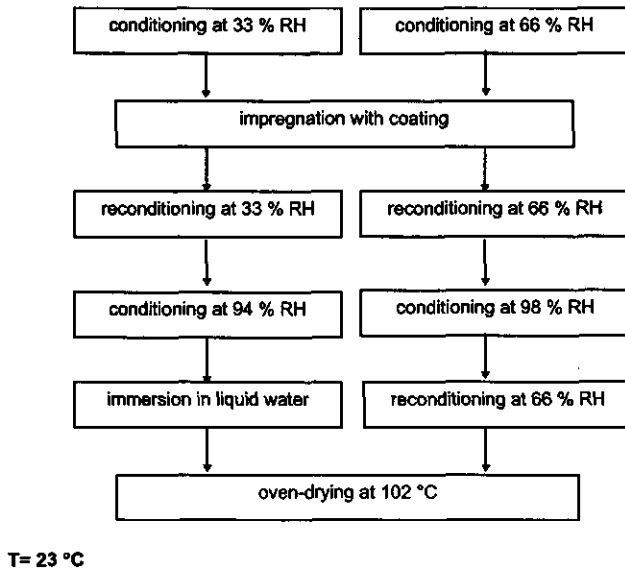 conditioning at 33 % RH
conditioning at 66 % RH
impregnation with coating
reconditioning at 33 % RH
reconditioning at 66 % RH
conditioning at 94 % RH
conditioning at 98 % RH
immersion in liquid water
reconditioning at 66 % RH
oven-drying at 102 °C
T= 23 °C